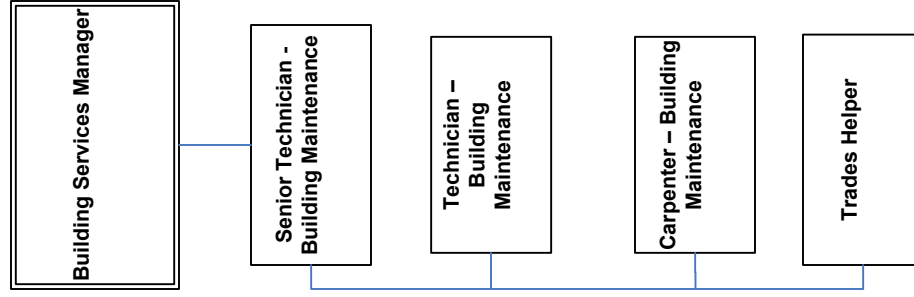 Building Services Manager
Senior Technician -
Building Maintenance
Technician –
Building
Maintenance
Carpenter – Building
Maintenance
Trades Helper